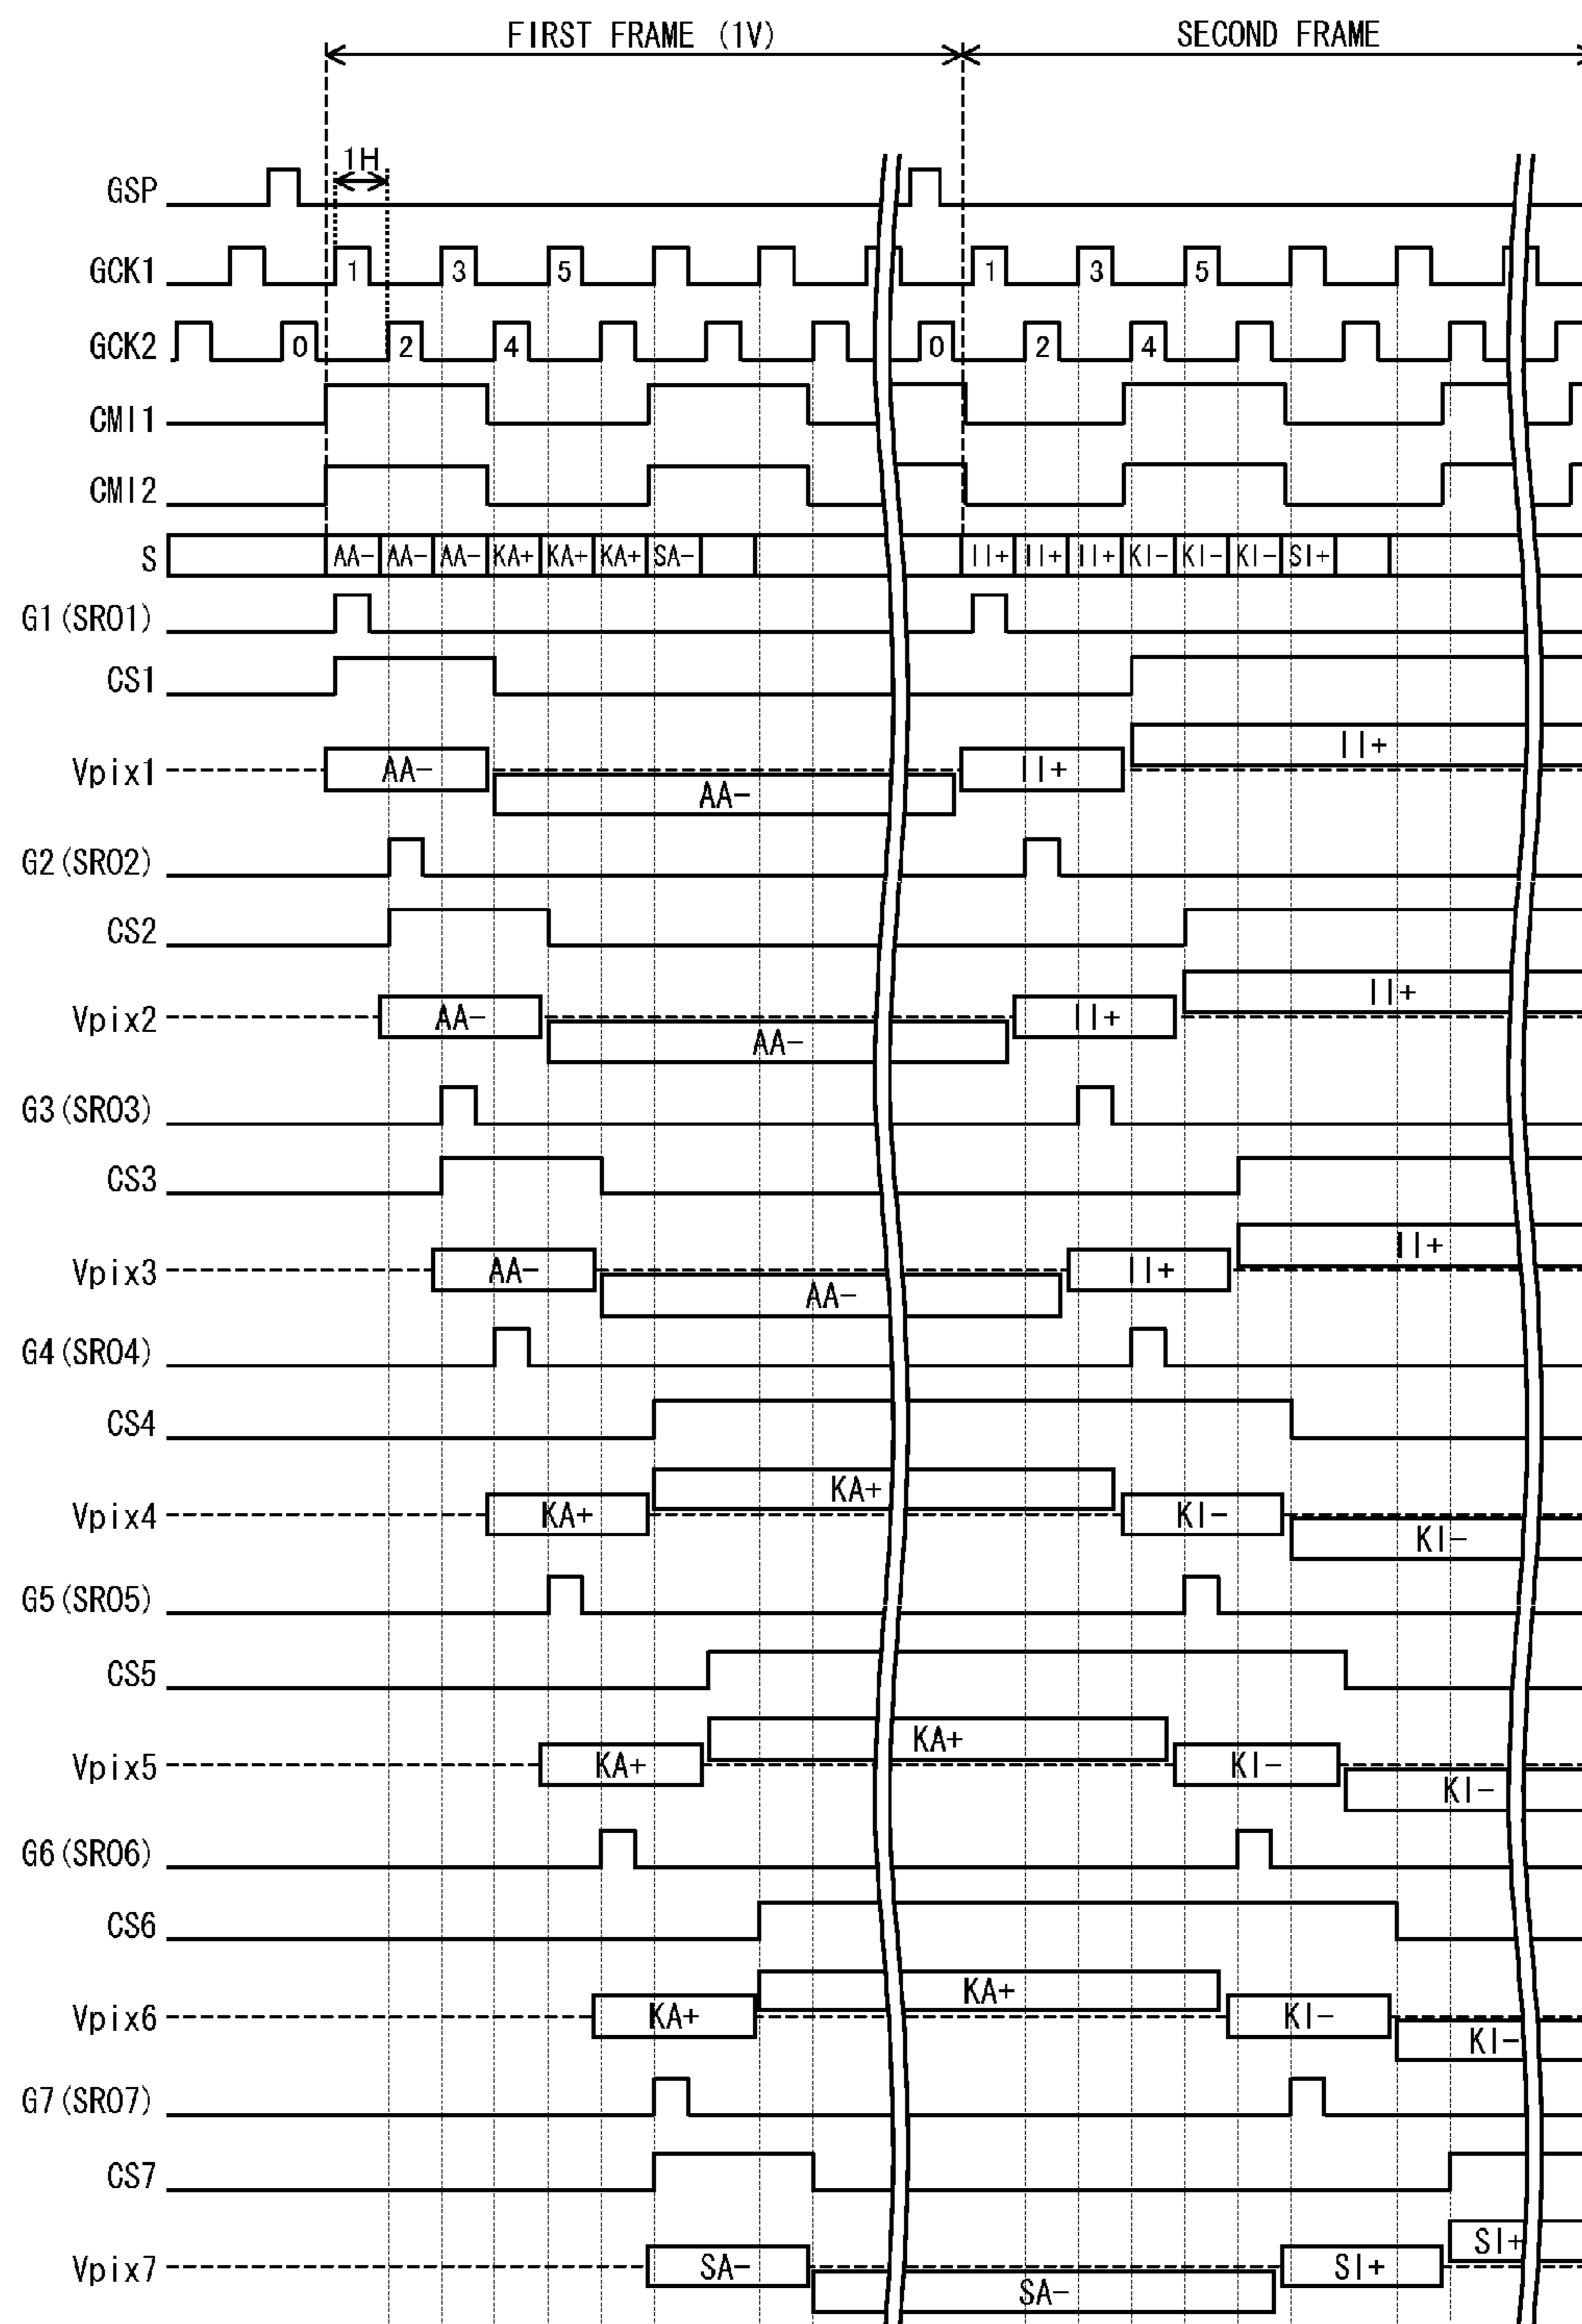 FIRST FRAME (1V) SECOND FRAME
1H
GSP
GCK1 1 3 5 1 3 5
GCK2 0 2 4 0 2 4
CMI1
CMI2
S AA- AA- AA- KA+ KA+ KA+ SA- II+ II+ II+ KI- KI- KI- SI+
G1(SRO1)
CS1
Vpix1 AA- AA- II+ II+
G2(SRO2)
CS2
Vpix2 AA- AA- II+ II+
G3(SRO3)
CS3
Vpix3 AA- AA- II+ II+
G4(SRO4)
CS4
Vpix4 KA+ KA+ KI- KI-
G5(SRO5)
CS5
Vpix5 KA+ KA+ KI- KI-
G6(SRO6)
CS6
Vpix6 KA+ KA+ KI- KI-
G7(SRO7)
CS7
Vpix7 SA- SA- SI+ SI+